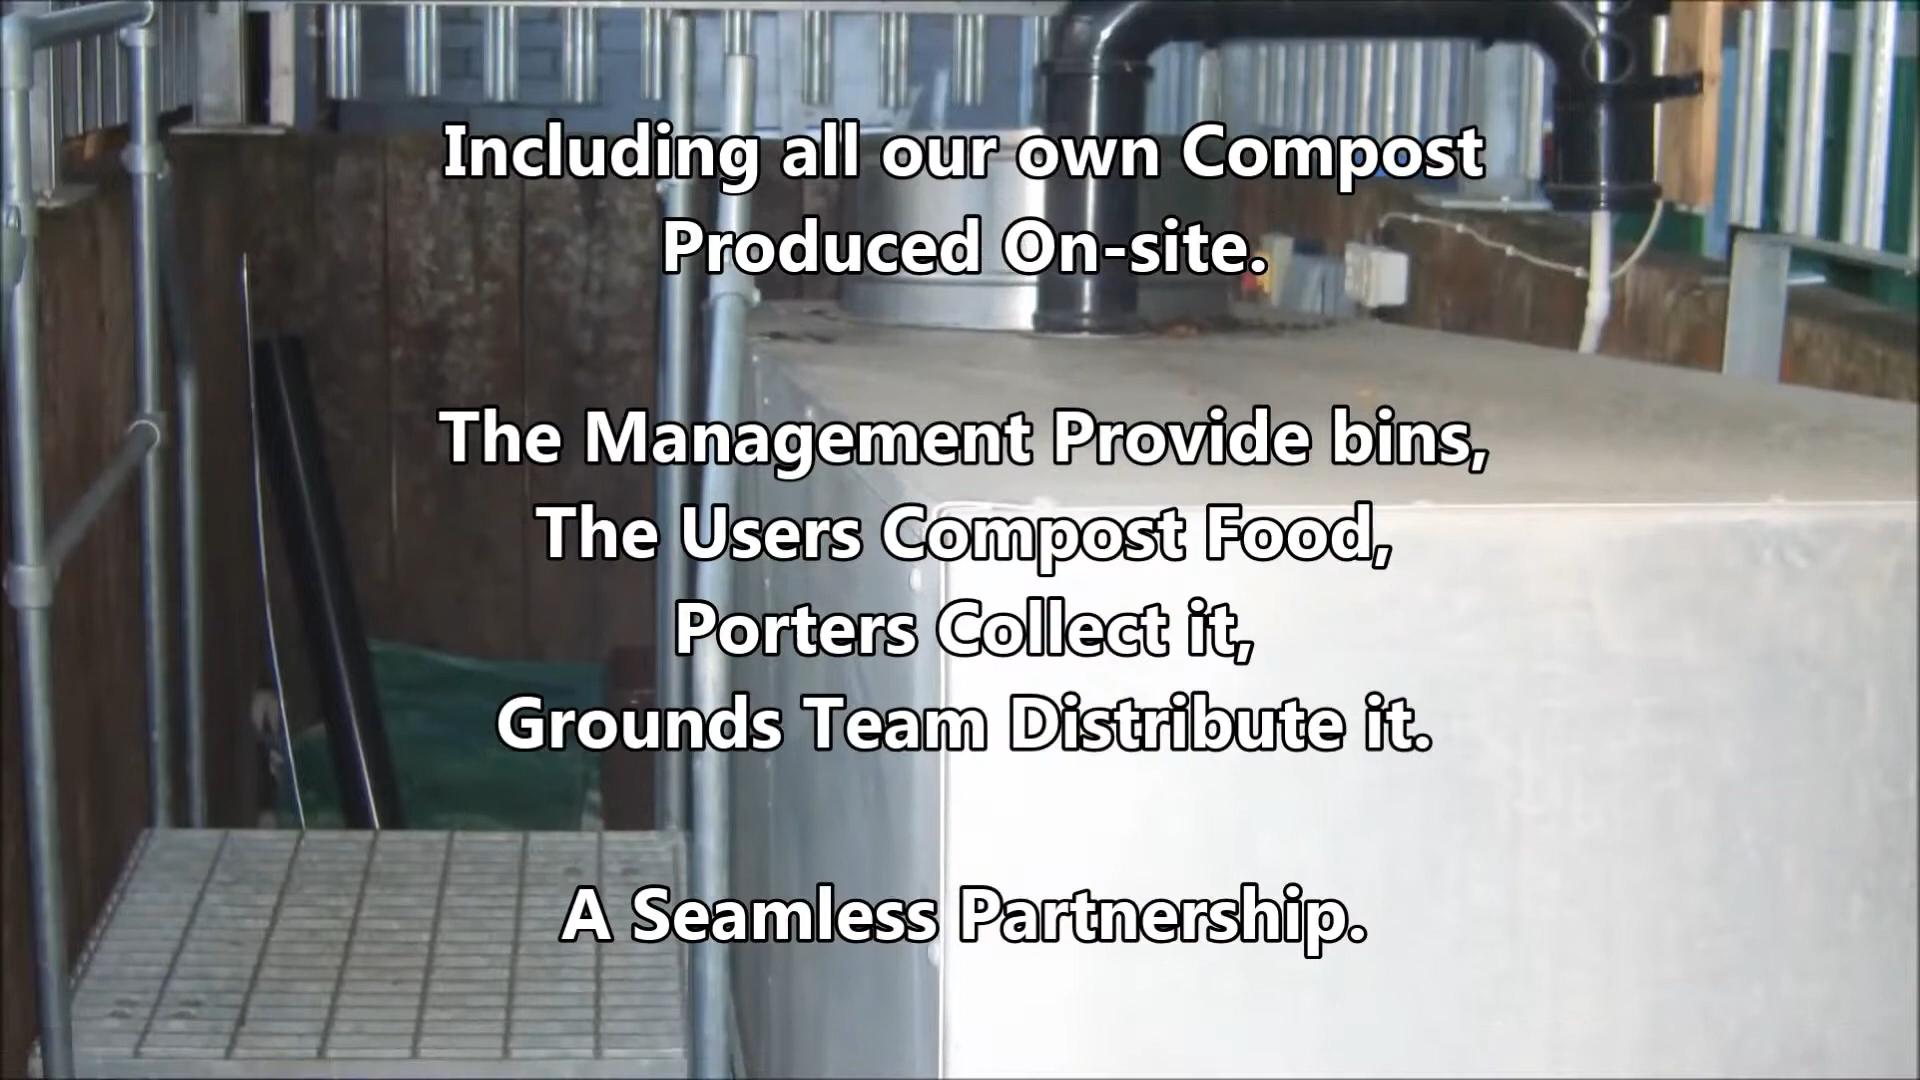 Including all our own Compost
Produced On-site.
The Management Provide bins,
The Users Compost Food,
Porters Collect it,
Grounds Team Distribute it.
A Seamless Partnership.